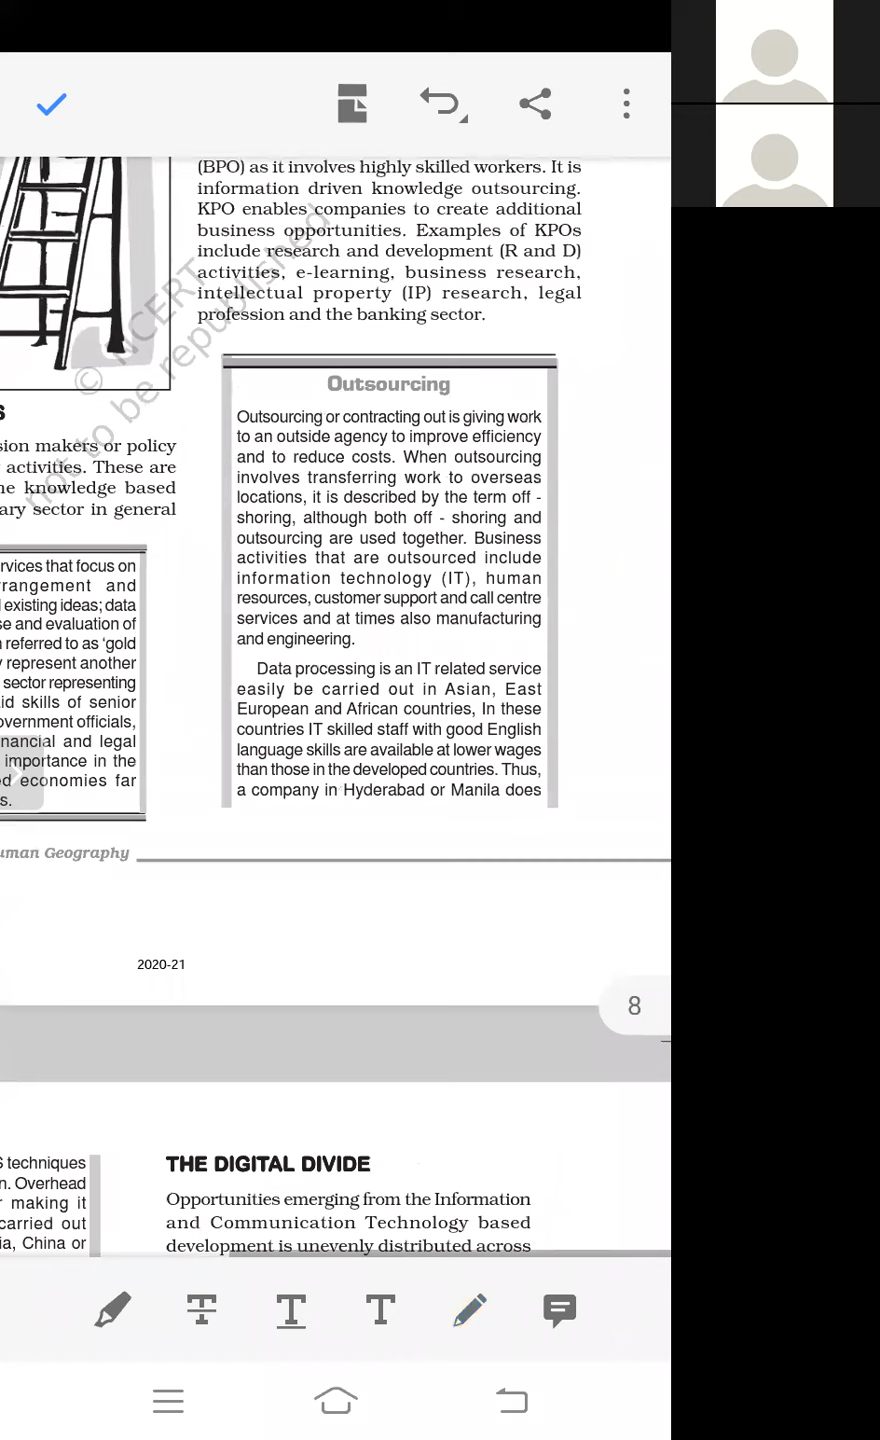 (BPO) as it involves highly skilled workers. It is
information driven knowledge outsourcing.
KPO enables companies to create additional
business opportunities. Examples of KPOs
include research and development (R and D)
activities, e-learning, business research,
intellectual property (IP) research, legal
profession and the banking sector.
© NCERT
not to be republished
S
sion makers or policy
activities. These are
ne knowledge based
ary sector in general
rvices that focus on
rrangement and
existing ideas; data
se and evaluation of
n referred to as ‘gold
y represent another
sector representing
id skills of senior
overnment officials,
nancial and legal
importance in the
ed economies far
s.
Outsourcing
Outsourcing or contracting out is giving work
to an outside agency to improve efficiency
and to reduce costs. When outsourcing
involves transferring work to overseas
locations, it is described by the term off -
shoring, although both off - shoring and
outsourcing are used together. Business
activities that are outsourced include
information technology (IT), human
resources, customer support and call centre
services and at times also manufacturing
and engineering.
Data processing is an IT related service
easily be carried out in Asian, East
European and African countries, In these
countries IT skilled staff with good English
language skills are available at lower wages
than those in the developed countries. Thus,
a company in Hyderabad or Manila does
uman Geography
2020-21
8
S techniques
n. Overhead
r making it
carried out
ia, China or
THE DIGITAL DIVIDE
Opportunities emerging from the Information
and Communication Technology based
development is unevenly distributed across